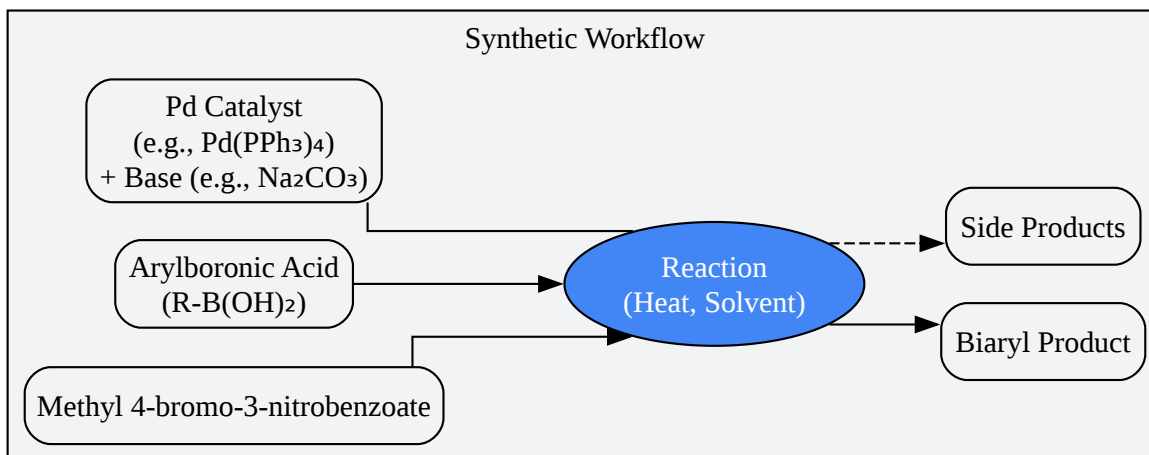 Synthetic Workflow
Pd Catalyst
(e.g., Pd(PPh₃)₄)
+ Base (e.g., Na₂CO₃)
Arylboronic Acid
(R-B(OH)₂)
Methyl 4-bromo-3-nitrobenzoate
Reaction
(Heat, Solvent)
Side Products
Biaryl Product